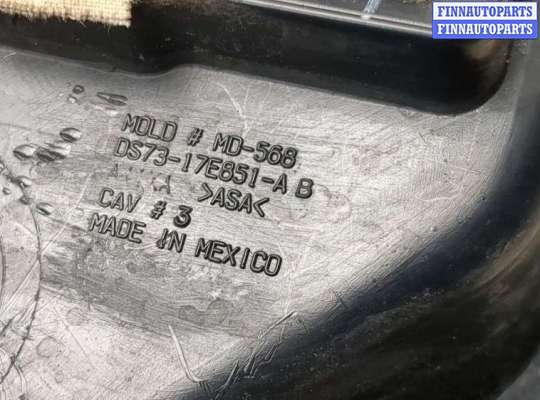 FINNAUTOPARTS
FINNAUTOPARTS
MOLD # MD-568
DS73-17E851-A B
>ASA<
CAV # 3
MADE IN MEXICO